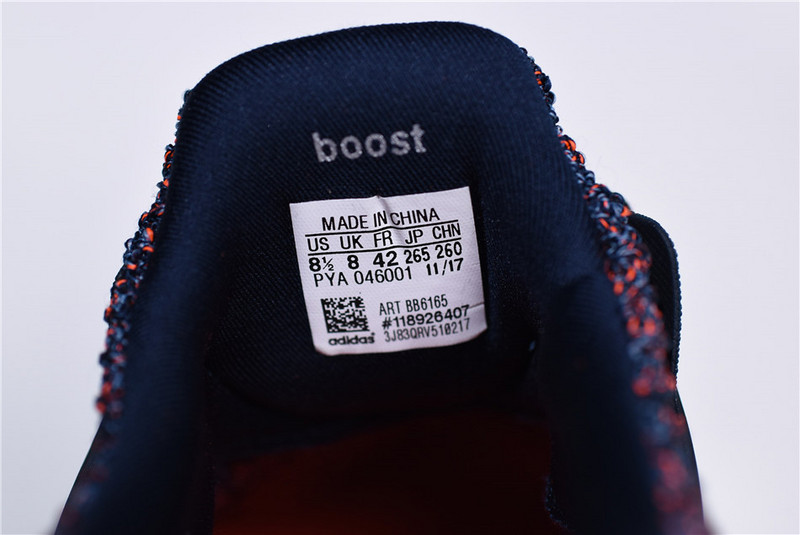 boost
MADE IN CHINA
US UK FR JP CHN
8½ 8 42 265 260
PYA 046001 11/17
ART BB6165
#118926407
adidas 3J83QRV510217